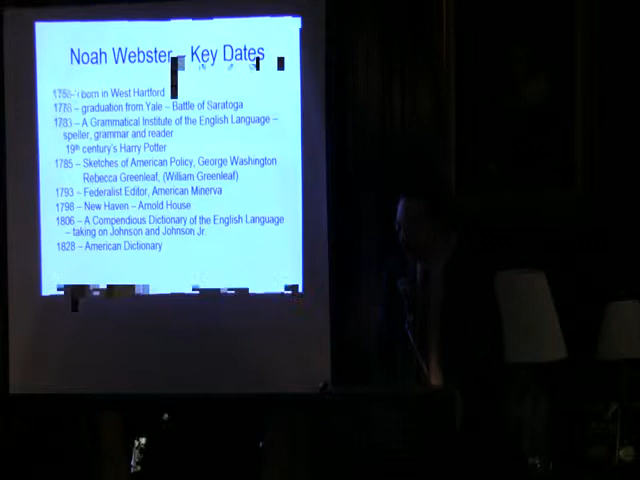 Noah Webster – Key Dates
1758 – born in West Hartford
1778 – graduation from Yale – Battle of Saratoga
1783 – A Grammatical Institute of the English Language –
speller, grammar and reader
19th century's Harry Potter
1785 – Sketches of American Policy, George Washington
Rebecca Greenleaf, (William Greenleaf)
1793 – Federalist Editor, American Minerva
1798 – New Haven – Arnold House
1806 – A Compendious Dictionary of the English Language
– taking on Johnson and Johnson Jr.
1828 – American Dictionary